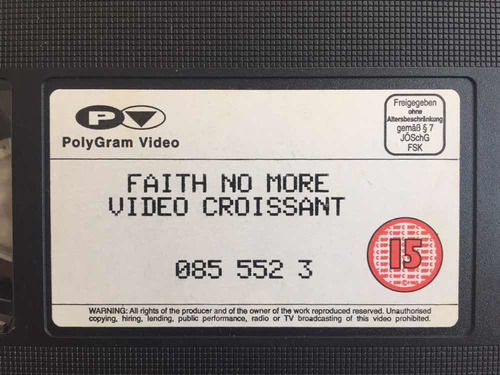 PV
PolyGram Video
Freigegeben
ohne
Altersbeschränkung
gemäß § 7
JÖSchG
FSK
FAITH NO MORE
VIDEO CROISSANT
085 552 3
15
WARNING: All rights of the producer and of the owner of the work reproduced reserved. Unauthorised
copying, hiring, lending, public performance, radio or TV broadcasting of this video prohibited.